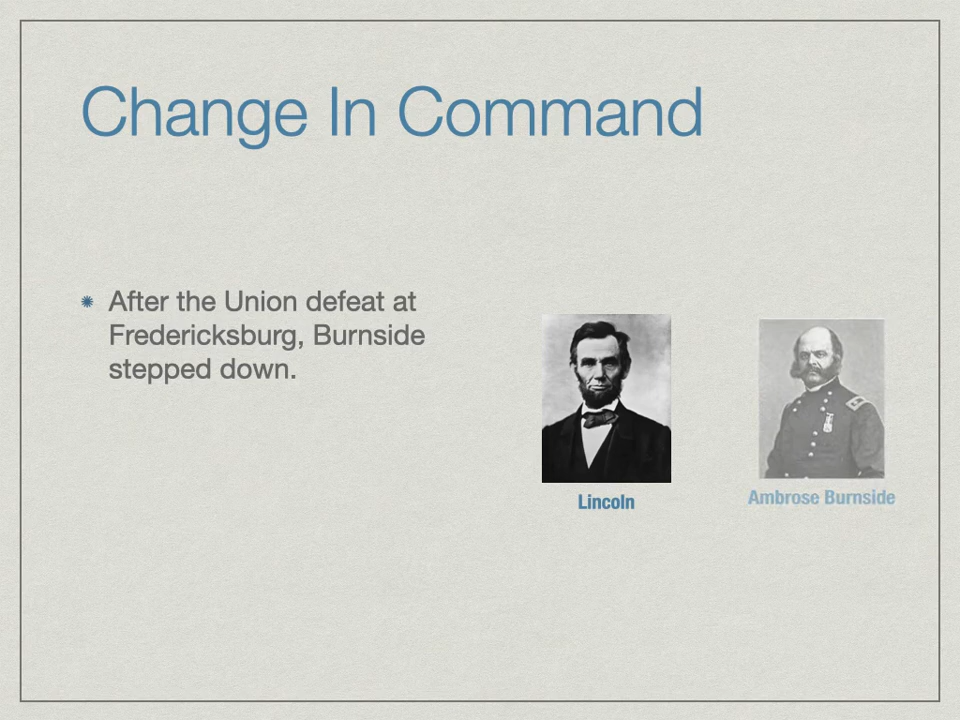 Change In Command
After the Union defeat at
Fredericksburg, Burnside
stepped down.
Lincoln
Ambrose Burnside